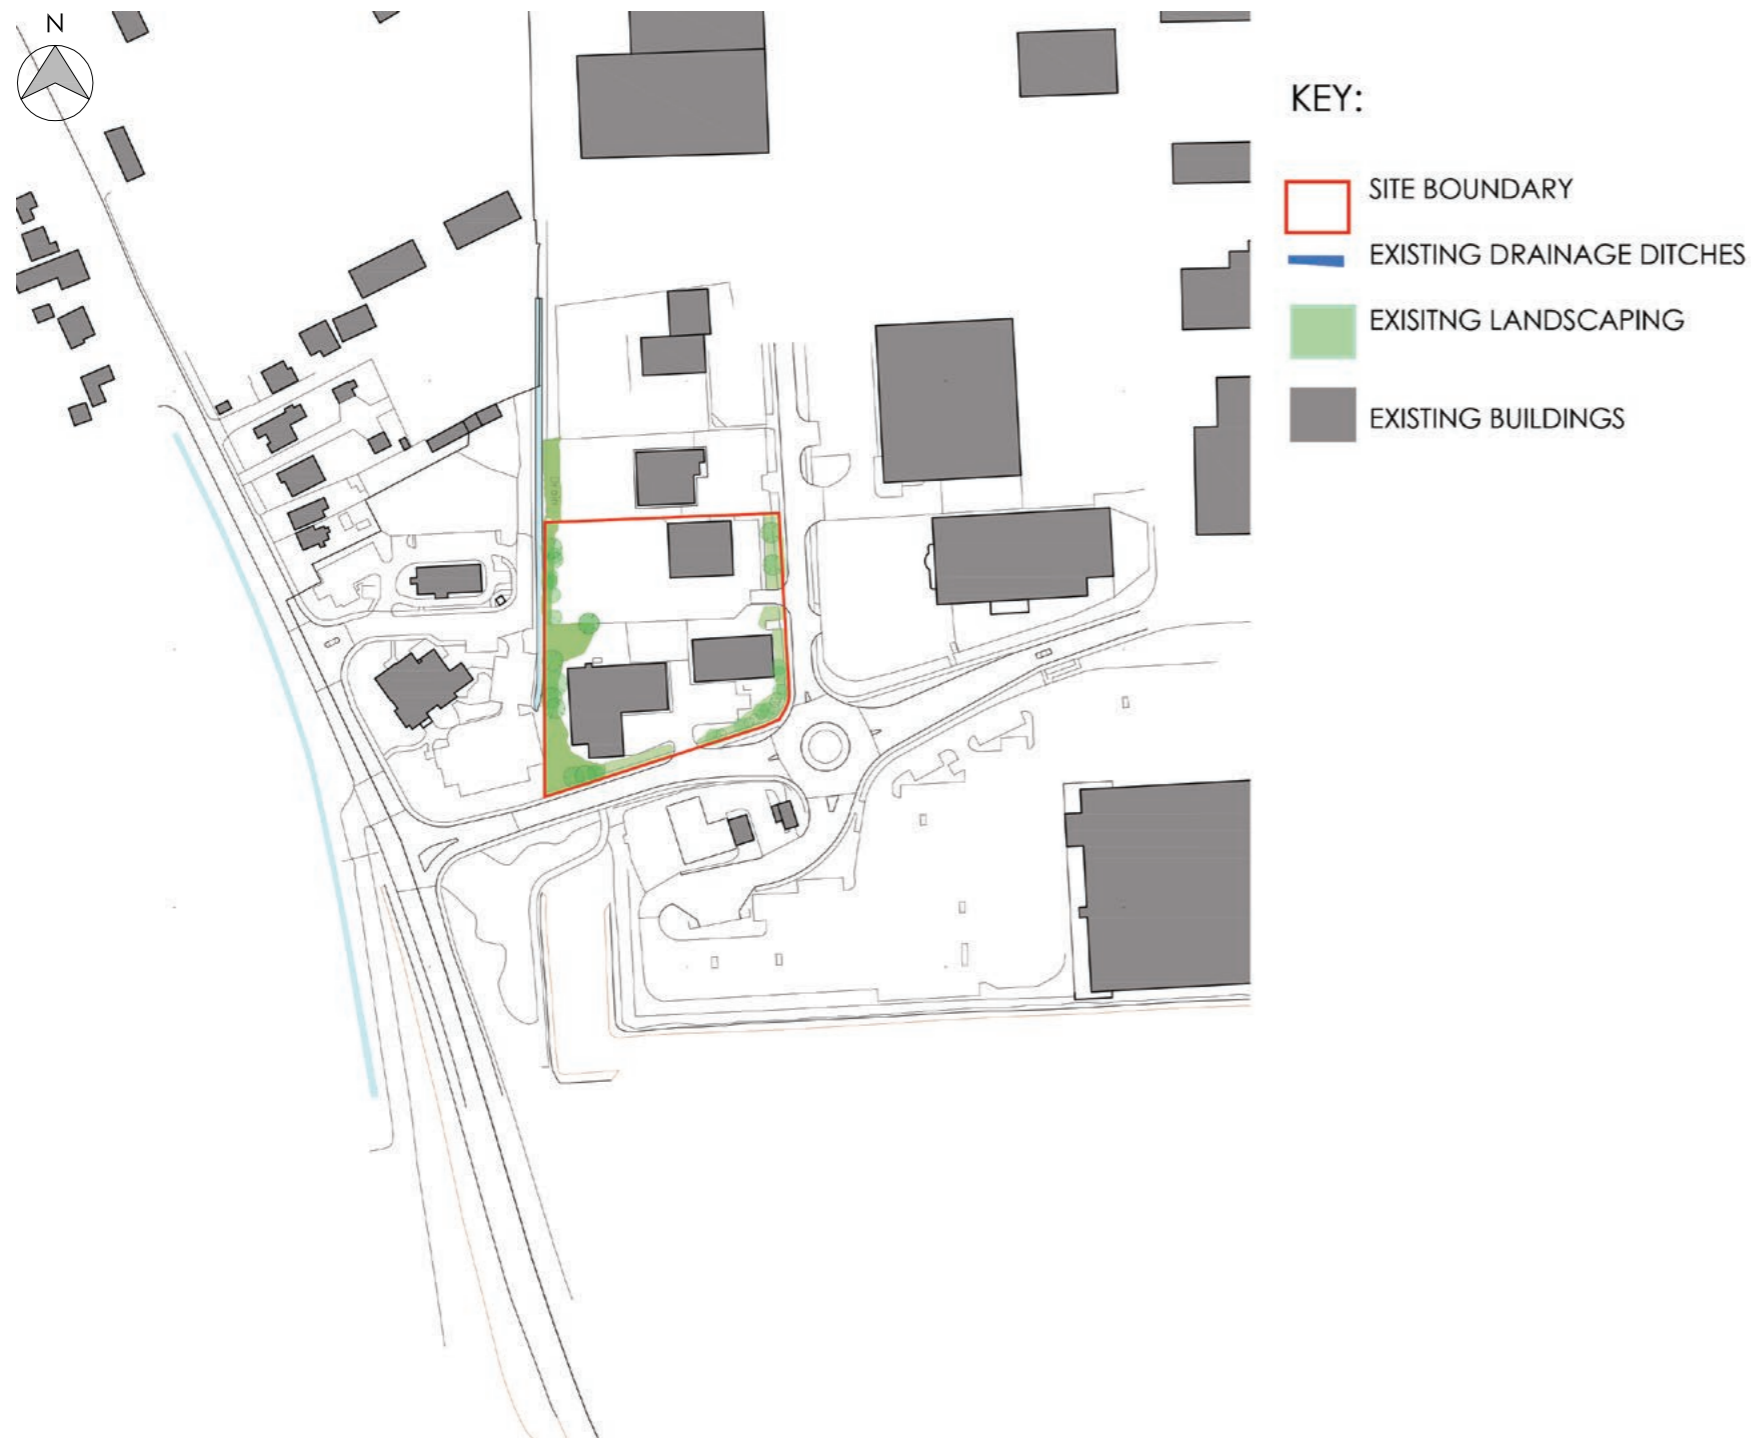 N
KEY:
SITE BOUNDARY
EXISTING DRAINAGE DITCHES
EXISITNG LANDSCAPING
EXISTING BUILDINGS